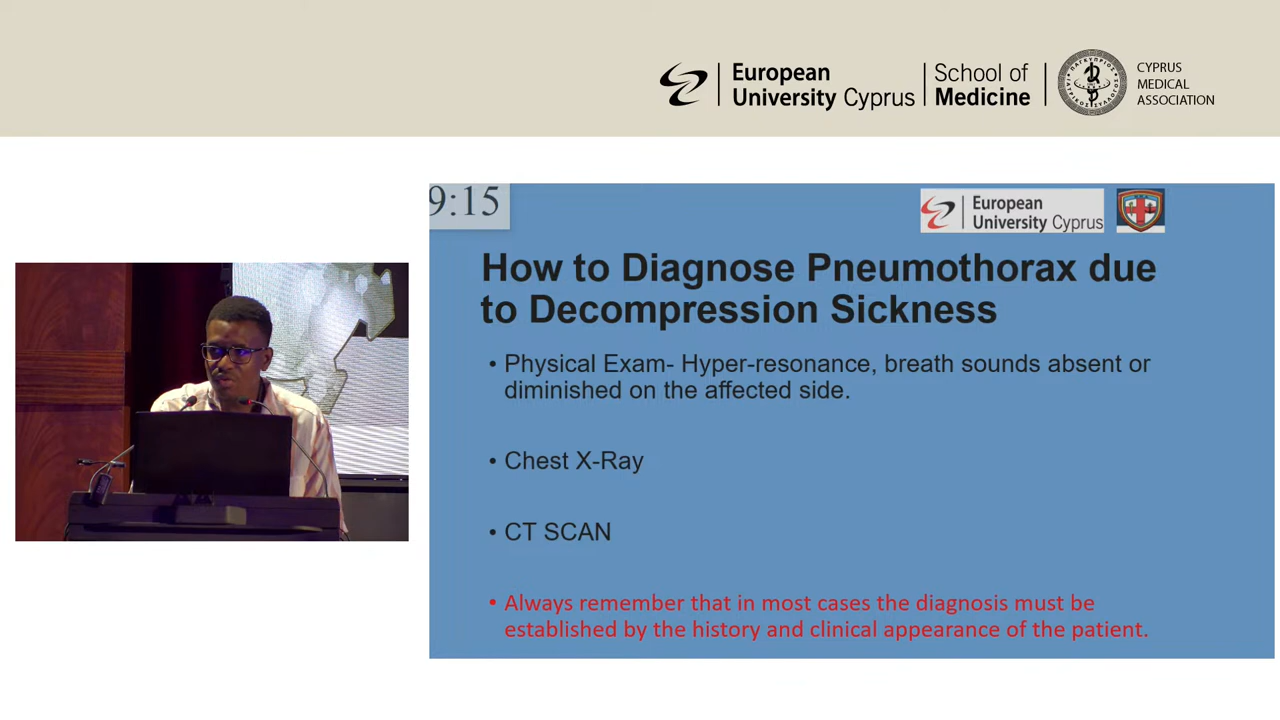 European
University Cyprus
School of
Medicine
CYPRUS
MEDICAL
ASSOCIATION
ΠΑΓΚΥΠΡΙΟΣ
ΙΑΤΡΙΚΟΣ ΣΥΛΛΟΓΟΣ
9:15
European
University Cyprus
How to Diagnose Pneumothorax due
to Decompression Sickness
• Physical Exam- Hyper-resonance, breath sounds absent or
diminished on the affected side.
• Chest X-Ray
• CT SCAN
• Always remember that in most cases the diagnosis must be
established by the history and clinical appearance of the patient.